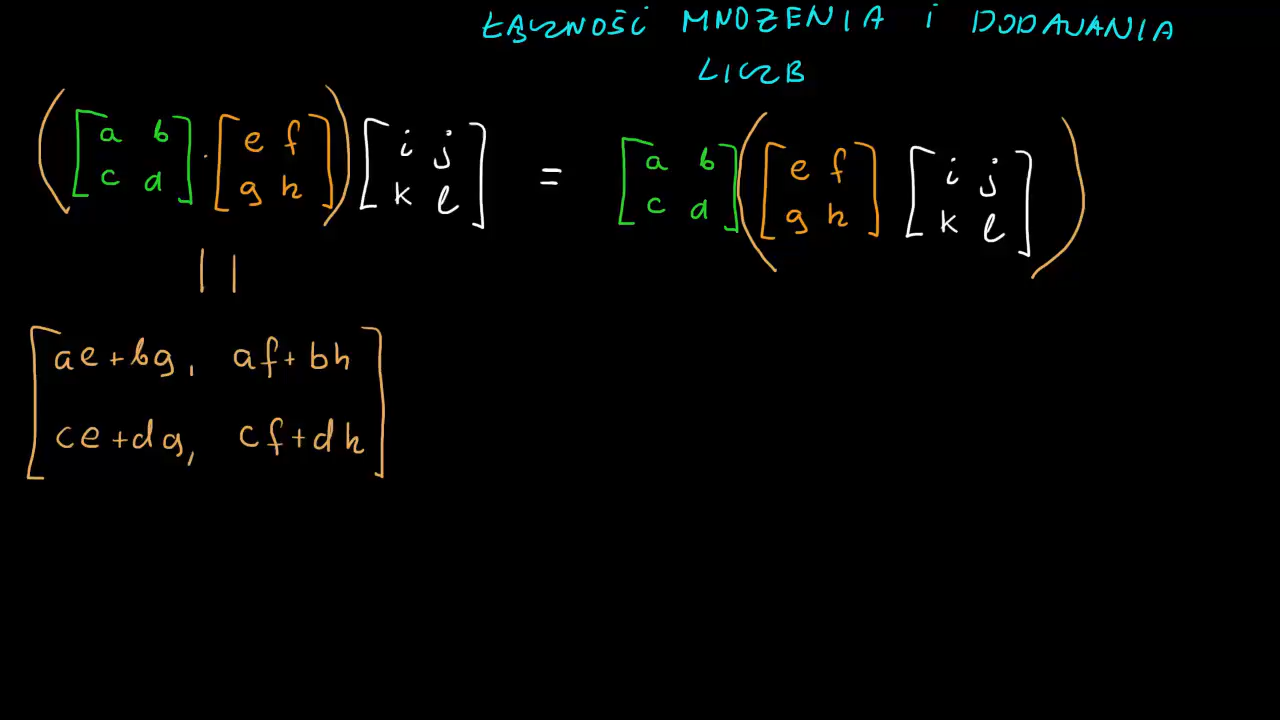 ŁĄCZNOŚĆ MNOŻENIA I DODAWANIA
LICZB
( [ a b ] · [ e f ] ) [ i j ] = [ a b ] ( [ e f ] [ i j ] )
[ c d ] [ g h ] [ k l ] [ c d ] [ g h ] [ k l ]
||
[ ae+bg, af+bh ]
[ ce+dg, cf+dh ]